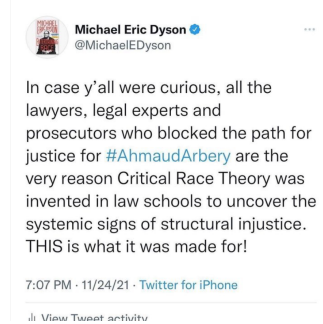 Michael Eric Dyson
@MichaelEDyson
In case y'all were curious, all the
lawyers, legal experts and
prosecutors who blocked the path for
justice for #AhmaudArbery are the
very reason Critical Race Theory was
invented in law schools to uncover the
systemic signs of structural injustice.
THIS is what it was made for!
7:07 PM · 11/24/21 · Twitter for iPhone
View Tweet activity